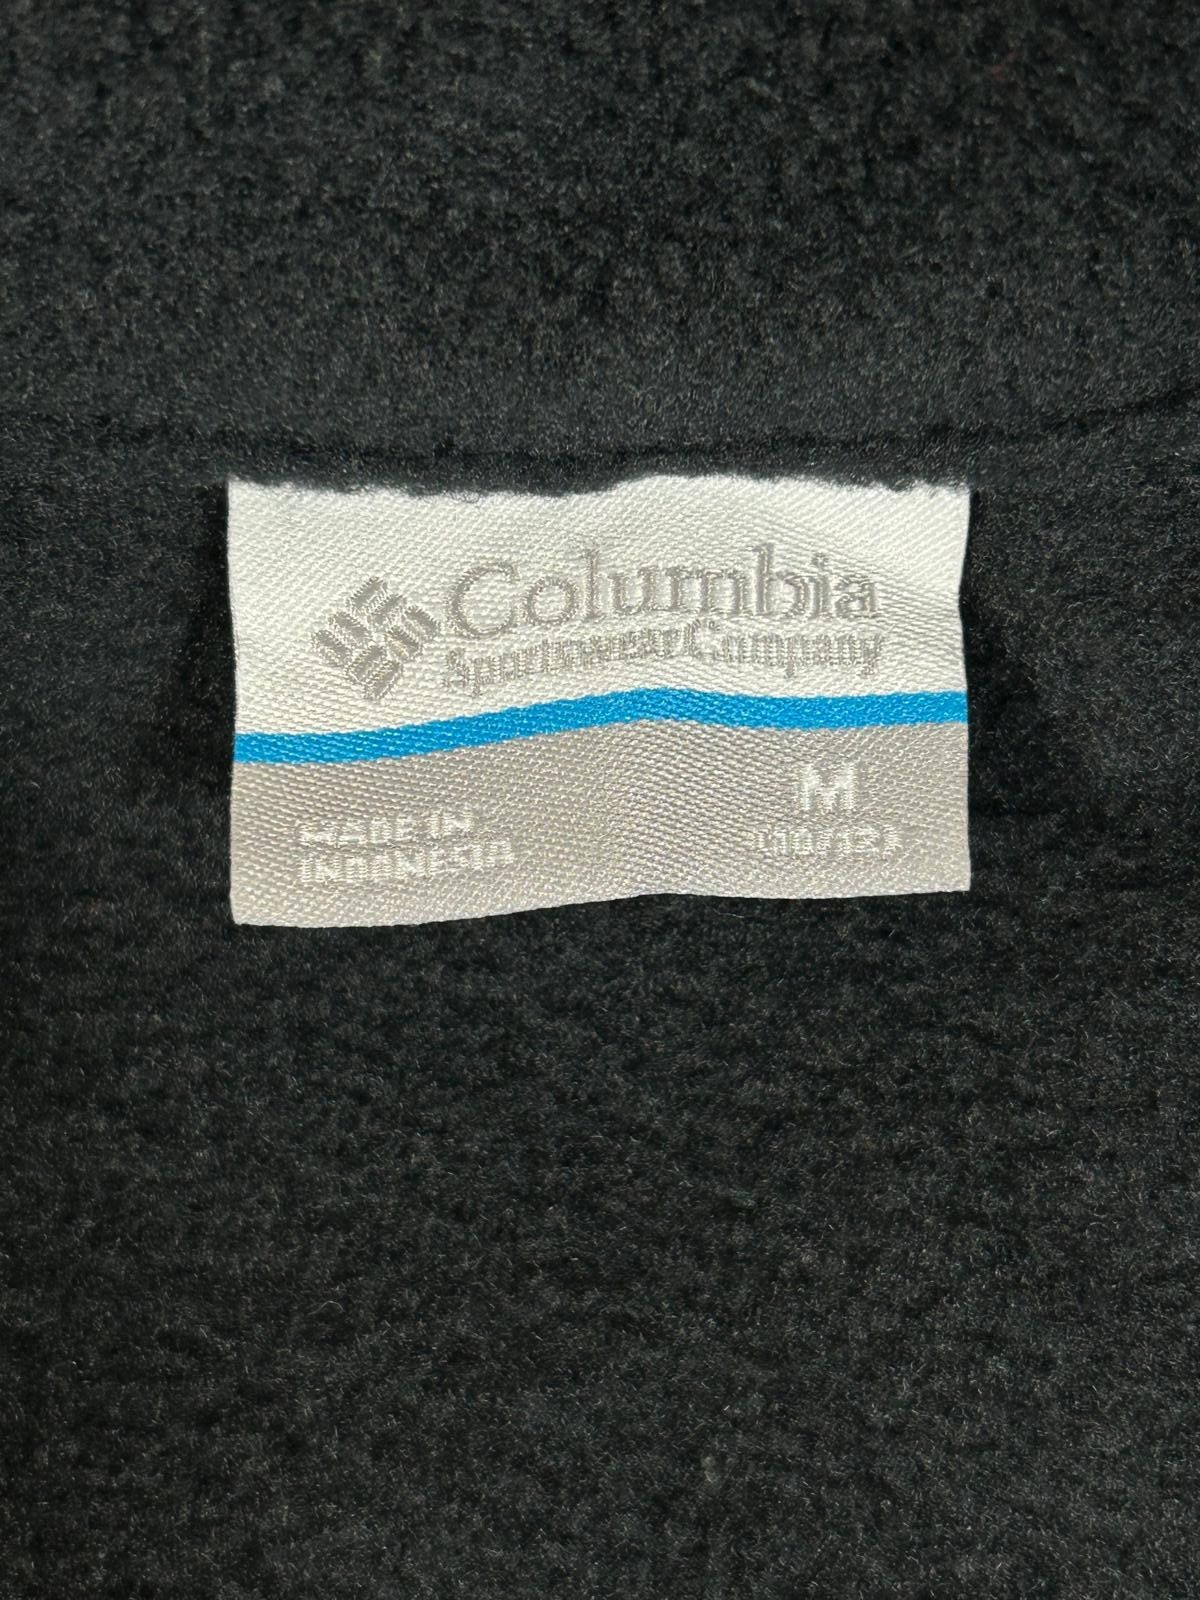 Columbia
Sportswear Company
M
MADE IN
INDONESIA
(10/12)